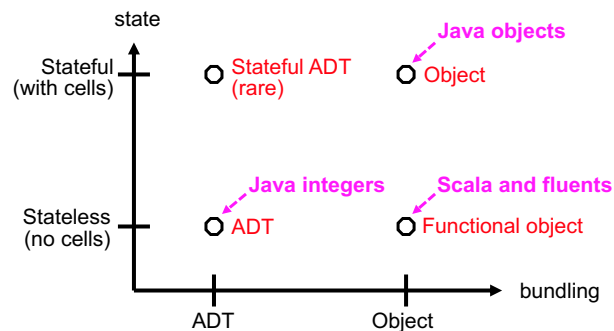 state
Java objects
Stateful
(with cells)
Stateful ADT
(rare)
Object
Java integers
Scala and fluents
Stateless
(no cells)
ADT
Functional object
bundling
ADT
Object